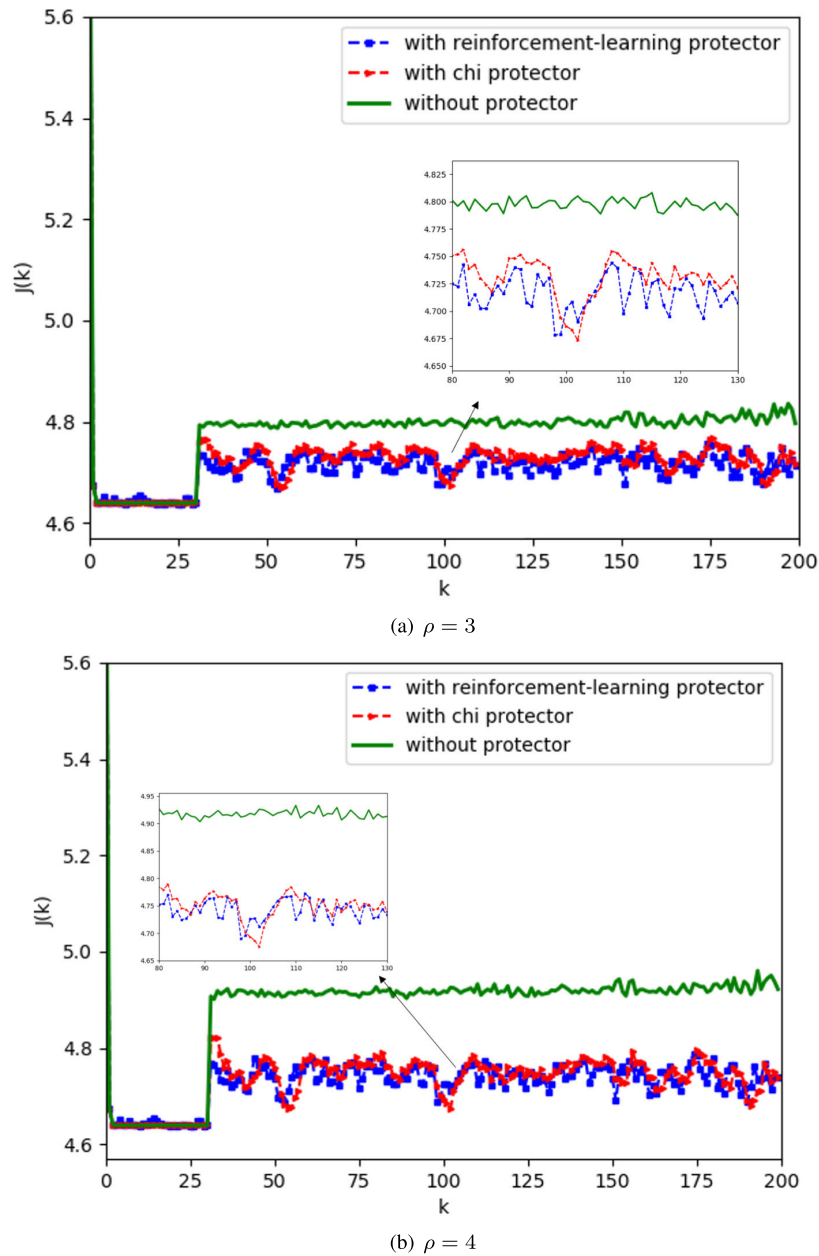 5.6
5.4
5.2
5.0
4.8
4.6
J(k)
with reinforcement-learning protector
with chi protector
without protector
4.825
4.800
4.775
4.750
4.725
4.700
4.675
4.650
80 90 100 110 120 130
0 25 50 75 100 125 150 175 200
k
(a) ρ = 3
5.6
5.4
5.2
5.0
4.8
4.6
J(k)
with reinforcement-learning protector
with chi protector
without protector
4.95
4.90
4.85
4.80
4.75
4.70
4.65
80 90 100 110 120 130
0 25 50 75 100 125 150 175 200
k
(b) ρ = 4